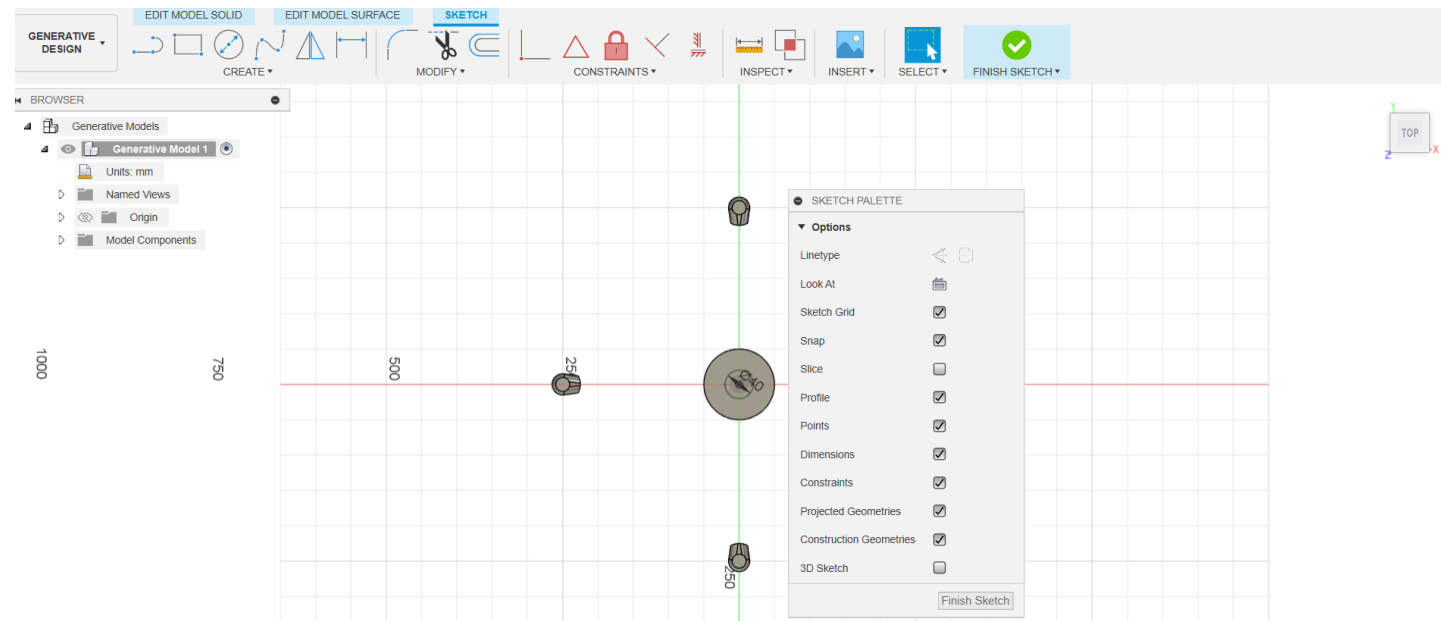 EDIT MODEL SOLID EDIT MODEL SURFACE SKETCH
GENERATIVE DESIGN
CREATE MODIFY CONSTRAINTS INSPECT INSERT SELECT FINISH SKETCH
BROWSER
Generative Models
Generative Model 1
Units: mm
Named Views
Origin
Model Components
1000
750
500
250
Ø40
250
SKETCH PALETTE
Options
Linetype
Look At
Sketch Grid
Snap
Slice
Profile
Points
Dimensions
Constraints
Projected Geometries
Construction Geometries
3D Sketch
Finish Sketch
Y
TOP
X
Z